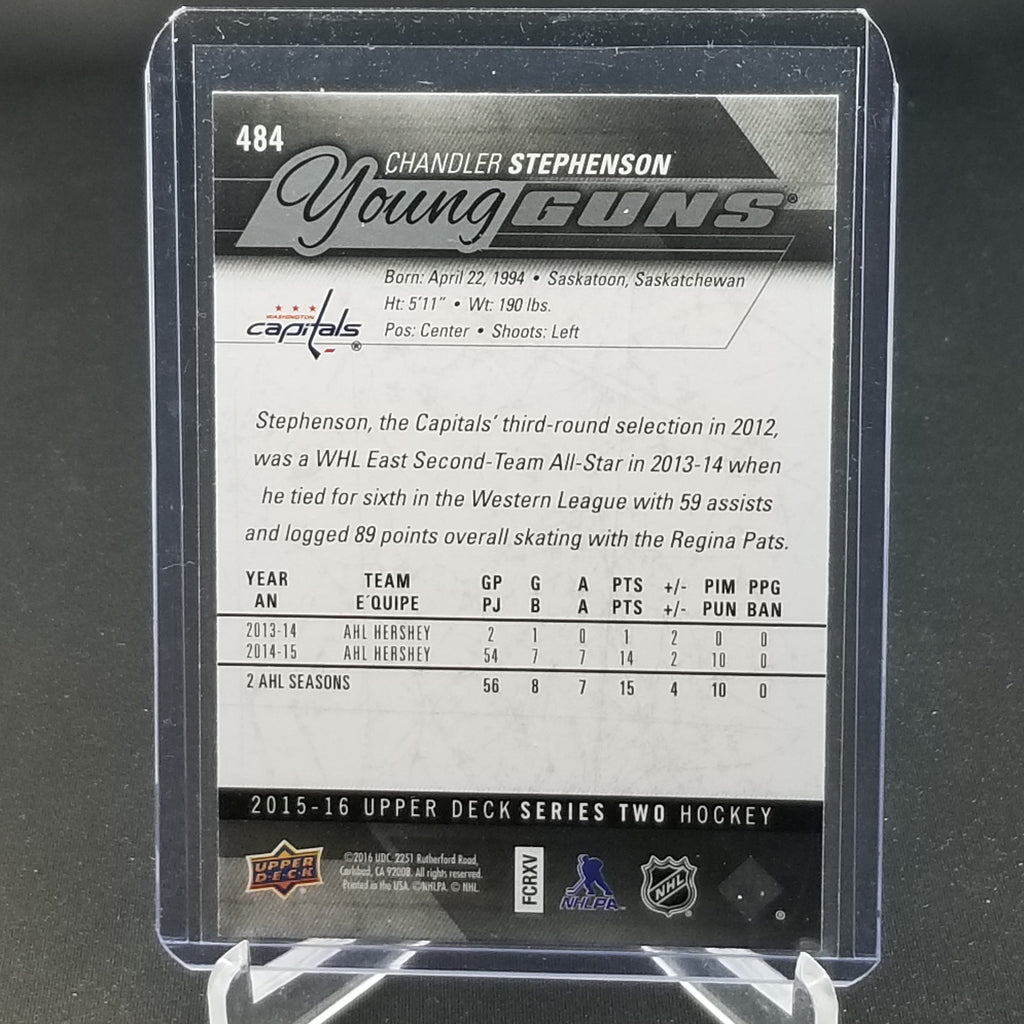 484
CHANDLER STEPHENSON
Young GUNS®
Born: April 22, 1994 • Saskatoon, Saskatchewan
Ht: 5'11" • Wt: 190 lbs.
Pos: Center • Shoots: Left
WASHINGTON
capitals®
Stephenson, the Capitals' third-round selection in 2012,
was a WHL East Second-Team All-Star in 2013-14 when
he tied for sixth in the Western League with 59 assists
and logged 89 points overall skating with the Regina Pats.
YEAR TEAM GP G A PTS +/- PIM PPG
AN E´QUIPE PJ B A PTS +/- PUN BAN
2013-14 AHL HERSHEY 2 1 0 1 2 0 0
2014-15 AHL HERSHEY 54 7 7 14 2 10 0
2 AHL SEASONS 56 8 7 15 4 10 0
2015-16 UPPER DECK SERIES TWO HOCKEY
UPPER DECK
©2016 UDC. 2251 Rutherford Road,
Carlsbad, CA 92008. All rights reserved.
Printed in the USA. ©NHLPA. © NHL.
FCRXV
NHLPA
NHL